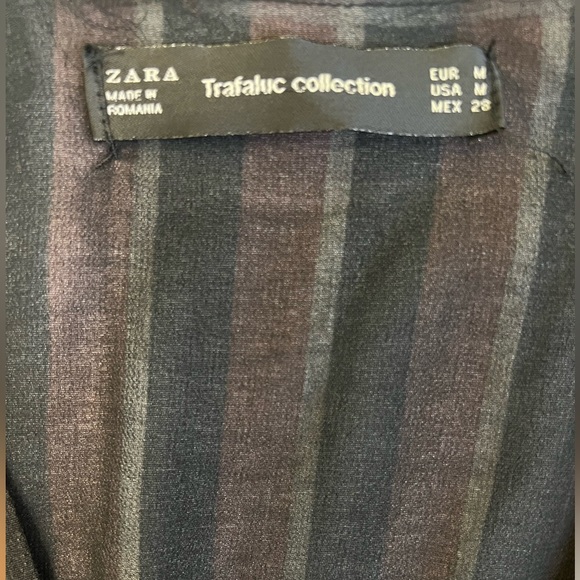 ZARA
MADE IN
ROMANIA
Trafaluc collection
EUR M
USA M
MEX 28